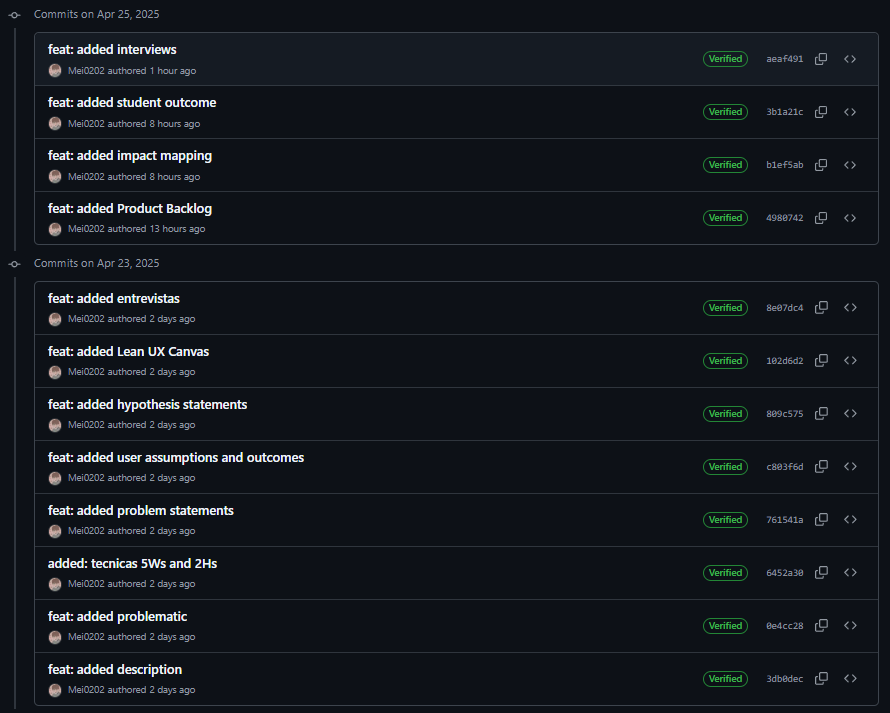 Commits on Apr 25, 2025
feat: added interviews
Mei0202 authored 1 hour ago
Verified aeaf491
feat: added student outcome
Mei0202 authored 8 hours ago
Verified 3b1a21c
feat: added impact mapping
Mei0202 authored 8 hours ago
Verified b1ef5ab
feat: added Product Backlog
Mei0202 authored 13 hours ago
Verified 4980742
Commits on Apr 23, 2025
feat: added entrevistas
Mei0202 authored 2 days ago
Verified 8e07dc4
feat: added Lean UX Canvas
Mei0202 authored 2 days ago
Verified 102d6d2
feat: added hypothesis statements
Mei0202 authored 2 days ago
Verified 809c575
feat: added user assumptions and outcomes
Mei0202 authored 2 days ago
Verified c803f6d
feat: added problem statements
Mei0202 authored 2 days ago
Verified 761541a
added: tecnicas 5Ws and 2Hs
Mei0202 authored 2 days ago
Verified 6452a30
feat: added problematic
Mei0202 authored 2 days ago
Verified 0e4cc28
feat: added description
Mei0202 authored 2 days ago
Verified 3db0dec